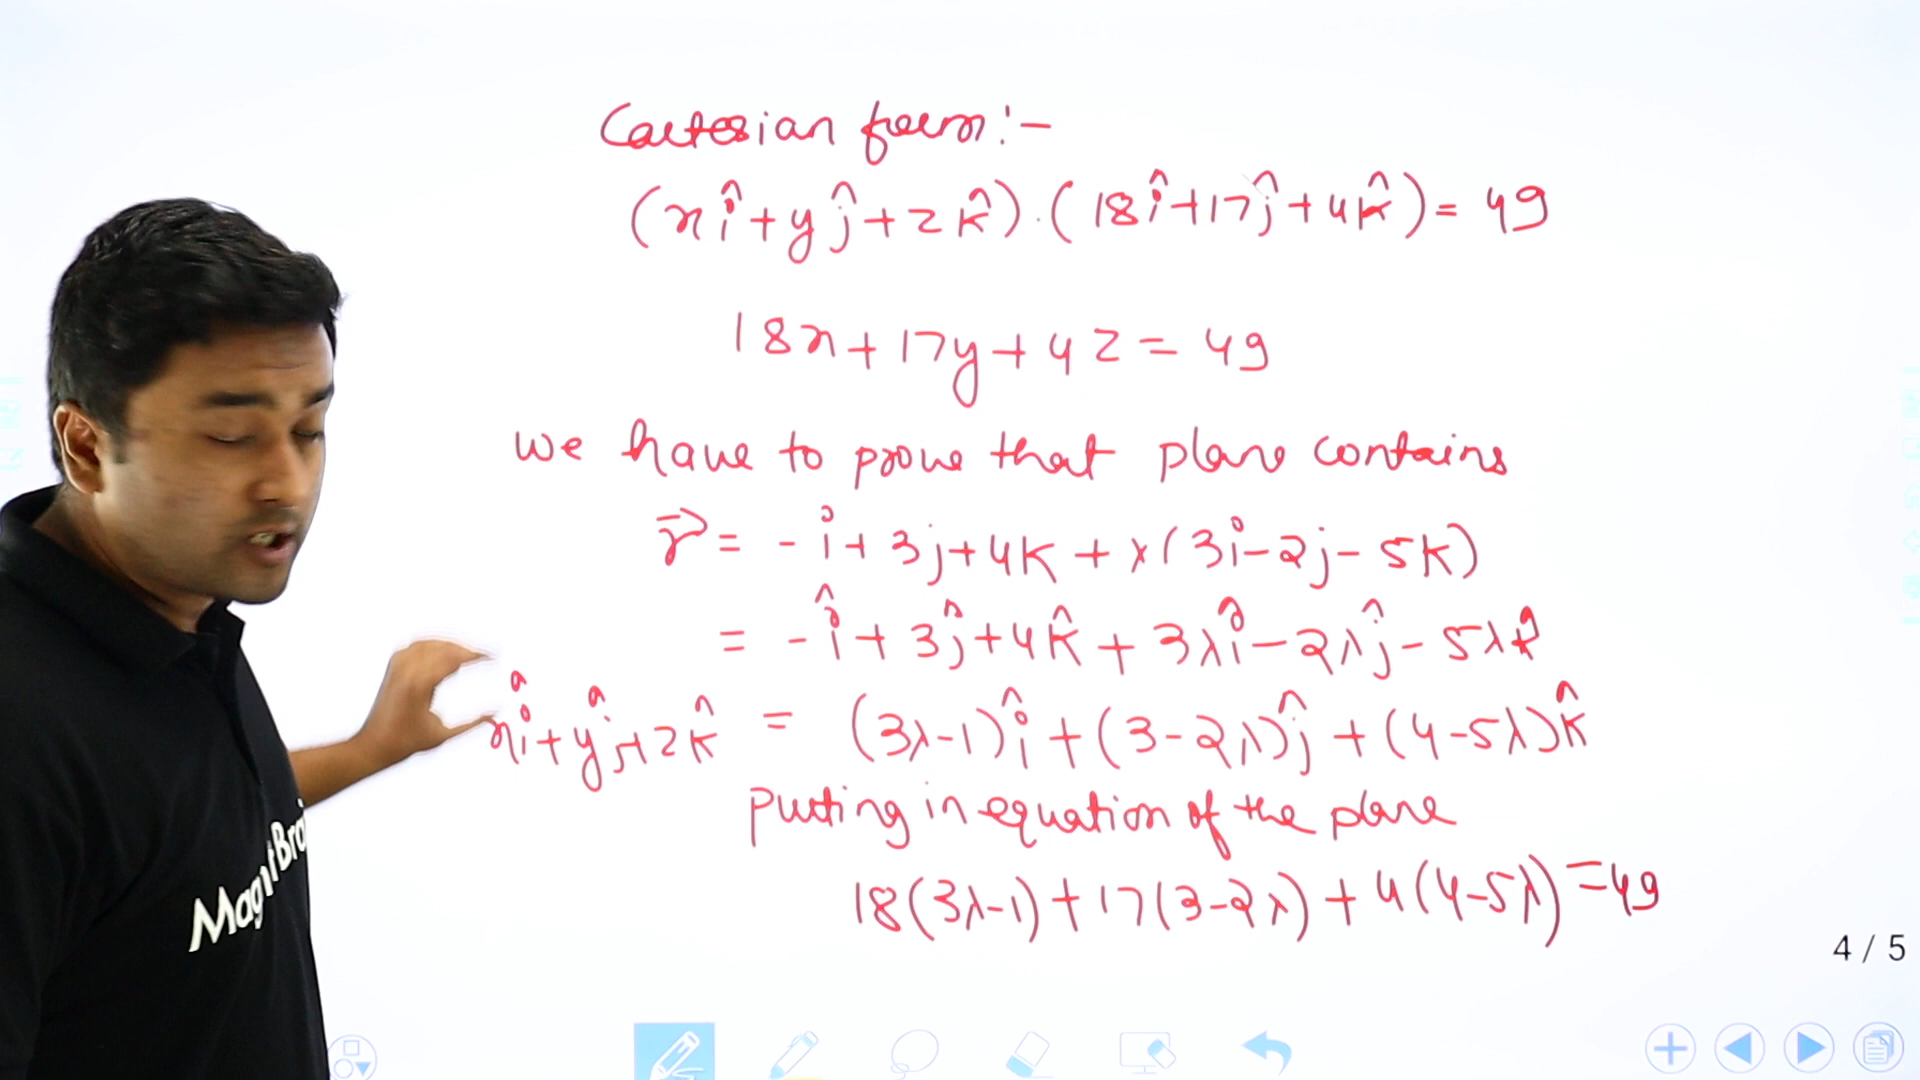 Cartesian form:-
(xî+yĵ+zk̂).(18î+17ĵ+4k̂)=49
18x+17y+4z=49
we have to prove that plane contains
r⃗= -i+3j+4k+λ(3i-2j-5k)
= -î+3ĵ+4k̂+3λî-2λĵ-5λk̂
xî+yĵ+zk̂ = (3λ-1)î+(3-2λ)ĵ+(4-5λ)k̂
putting in equation of the plane
18(3λ-1)+17(3-2λ)+4(4-5λ)=49
4 / 5